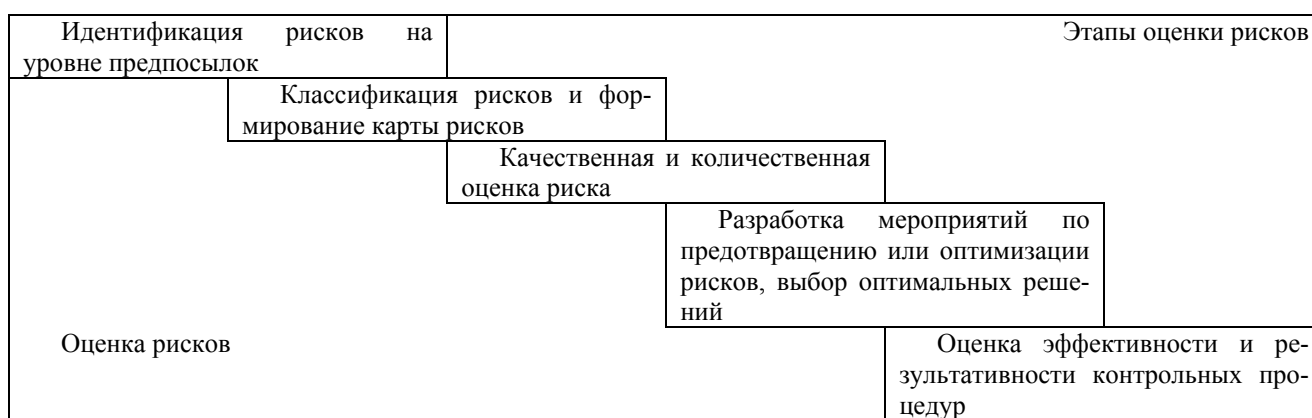 Идентификация рисков на
Этапы оценки рисков
уровне предпосылок
Классификация рисков и фор-
мирование карты рисков
Качественная и количественная
оценка риска
Разработка мероприятий по
предотвращению или оптимизации
рисков, выбор оптимальных реше-
ний
Оценка рисков
Оценка эффективности и ре-
зультативности контрольных про-
цедур